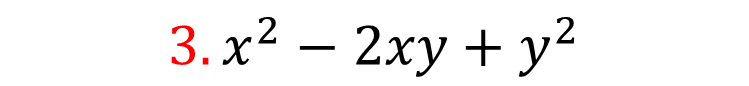 3. x² − 2xy + y²